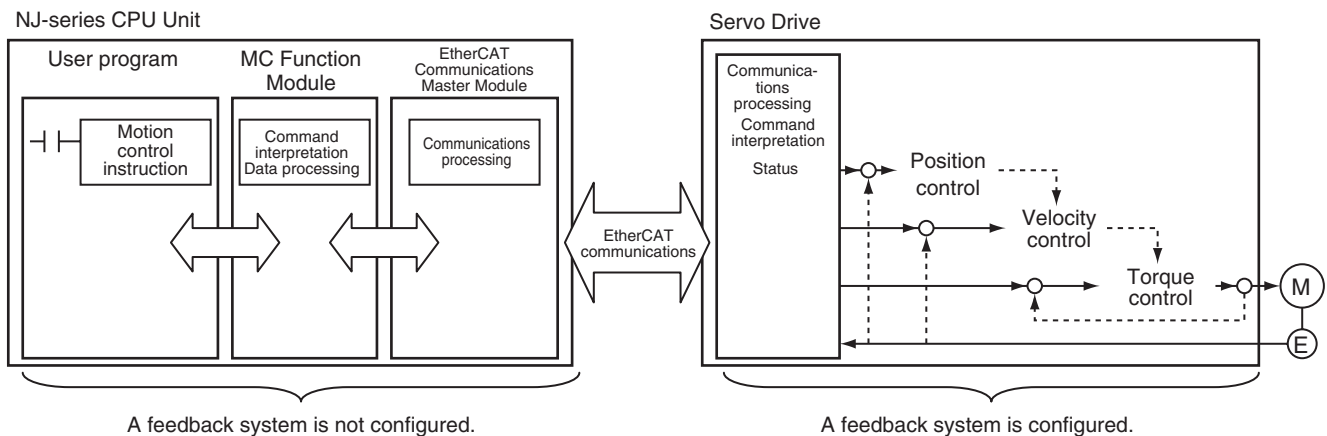 NJ-series CPU Unit
User program
MC Function
Module
EtherCAT
Communications
Master Module
Motion
control
instruction
Command
interpretation
Data processing
Communications
processing
EtherCAT
communications
Servo Drive
Communica-
tions
processing
Command
interpretation
Status
Position
control
Velocity
control
Torque
control
M
E
A feedback system is not configured.
A feedback system is configured.